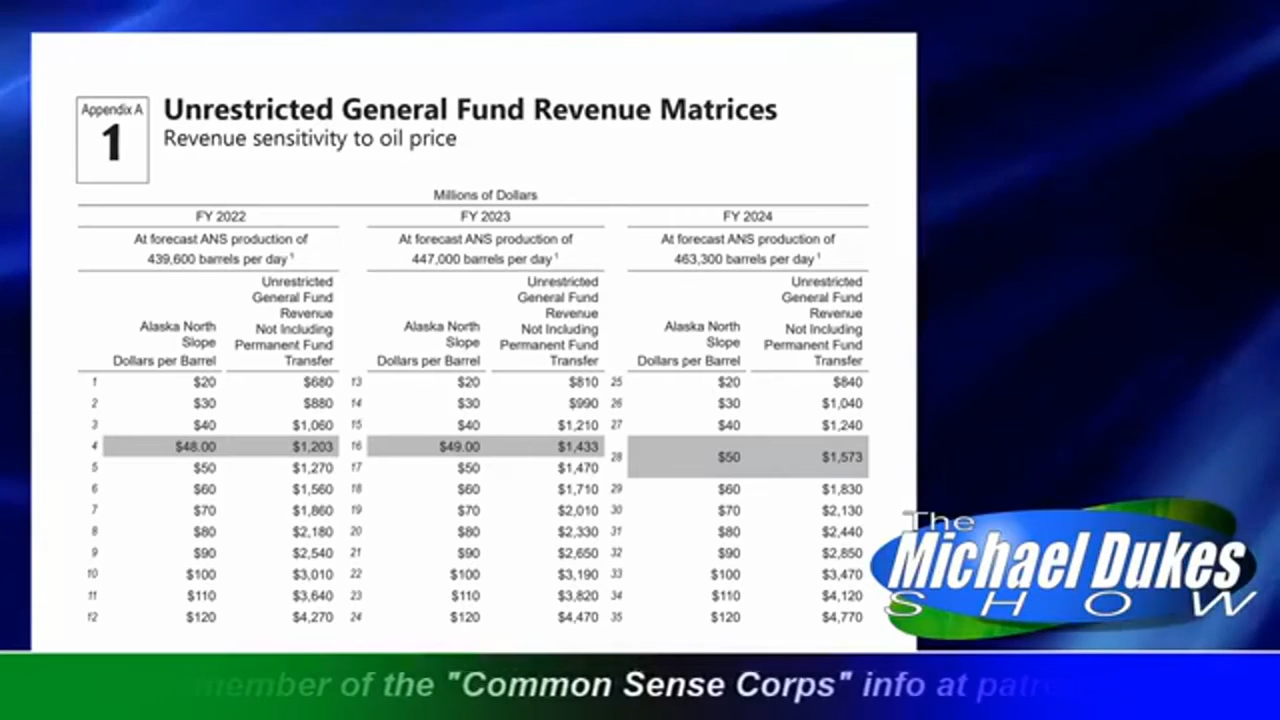 Appendix A
1
Unrestricted General Fund Revenue Matrices
Revenue sensitivity to oil price
Millions of Dollars
FY 2022 FY 2023 FY 2024
At forecast ANS production of At forecast ANS production of At forecast ANS production of
439,600 barrels per day ¹ 447,000 barrels per day ¹ 463,300 barrels per day ¹
Unrestricted Unrestricted Unrestricted
General Fund General Fund General Fund
Revenue Revenue Revenue
Alaska North Not Including Alaska North Not Including Alaska North Not Including
Slope Permanent Fund Slope Permanent Fund Slope Permanent Fund
Dollars per Barrel Transfer Dollars per Barrel Transfer Dollars per Barrel Transfer
1 $20 $680 13 $20 $810 25 $20 $840
2 $30 $880 14 $30 $990 26 $30 $1,040
3 $40 $1,060 15 $40 $1,210 27 $40 $1,240
4 $48.00 $1,203 16 $49.00 $1,433 28 $50 $1,573
5 $50 $1,270 17 $50 $1,470
6 $60 $1,560 18 $60 $1,710 29 $60 $1,830
7 $70 $1,860 19 $70 $2,010 30 $70 $2,130
8 $80 $2,180 20 $80 $2,330 31 $80 $2,440
9 $90 $2,540 21 $90 $2,650 32 $90 $2,850
10 $100 $3,010 22 $100 $3,190 33 $100 $3,470
11 $110 $3,640 23 $110 $3,820 34 $110 $4,120
12 $120 $4,270 24 $120 $4,470 35 $120 $4,770
The
Michael Dukes
SHOW
member of the "Common Sense Corps" info at